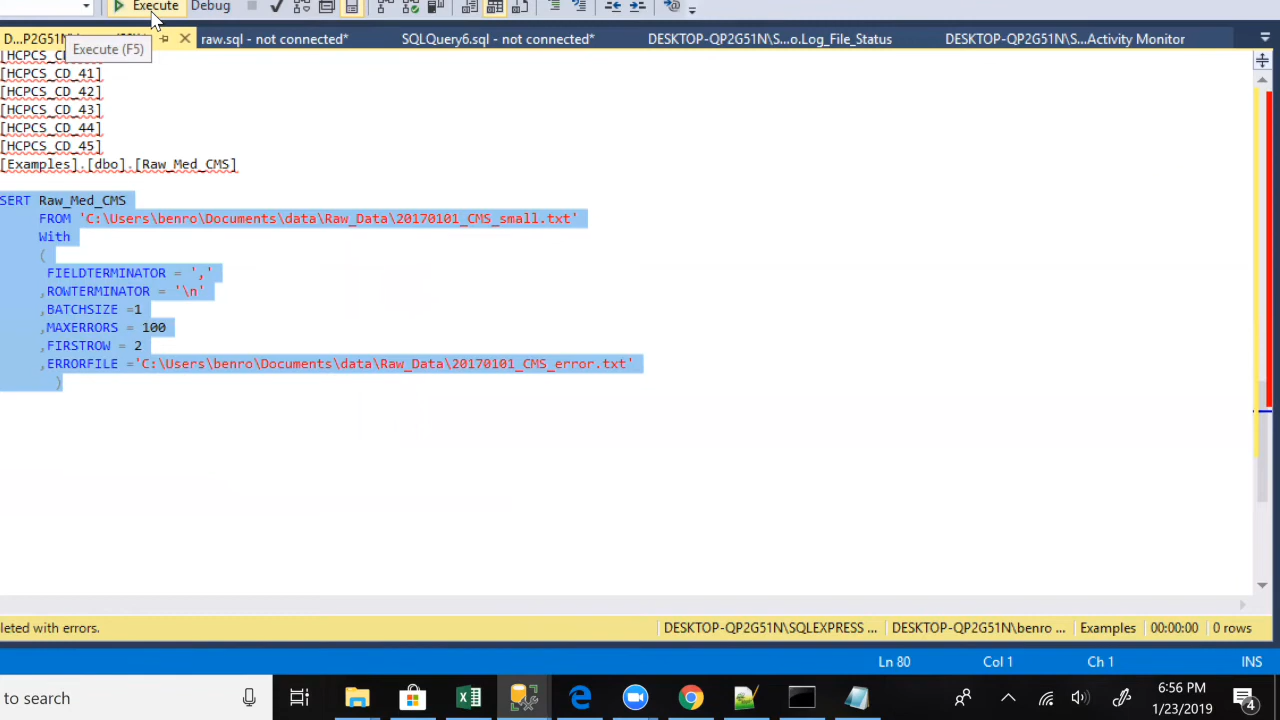 Execute Debug
D...P2G51N\ raw.sql - not connected* SQLQuery6.sql - not connected* DESKTOP-QP2G51N\S...o.Log_File_Status DESKTOP-QP2G51N\S...Activity Monitor
Execute (F5)
[HCPCS_C
[HCPCS_CD_41]
[HCPCS_CD_42]
[HCPCS_CD_43]
[HCPCS_CD_44]
[HCPCS_CD_45]
[Examples].[dbo].[Raw_Med_CMS]
SERT Raw_Med_CMS
FROM 'C:\Users\benro\Documents\data\Raw_Data\20170101_CMS_small.txt'
With
(
FIELDTERMINATOR = ','
,ROWTERMINATOR = '\n'
,BATCHSIZE =1
,MAXERRORS = 100
,FIRSTROW = 2
,ERRORFILE ='C:\Users\benro\Documents\data\Raw_Data\20170101_CMS_error.txt'
)
leted with errors. DESKTOP-QP2G51N\SQLEXPRESS ... DESKTOP-QP2G51N\benro ... Examples 00:00:00 0 rows
Ln 80 Col 1 Ch 1 INS
to search 6:56 PM
1/23/2019 4